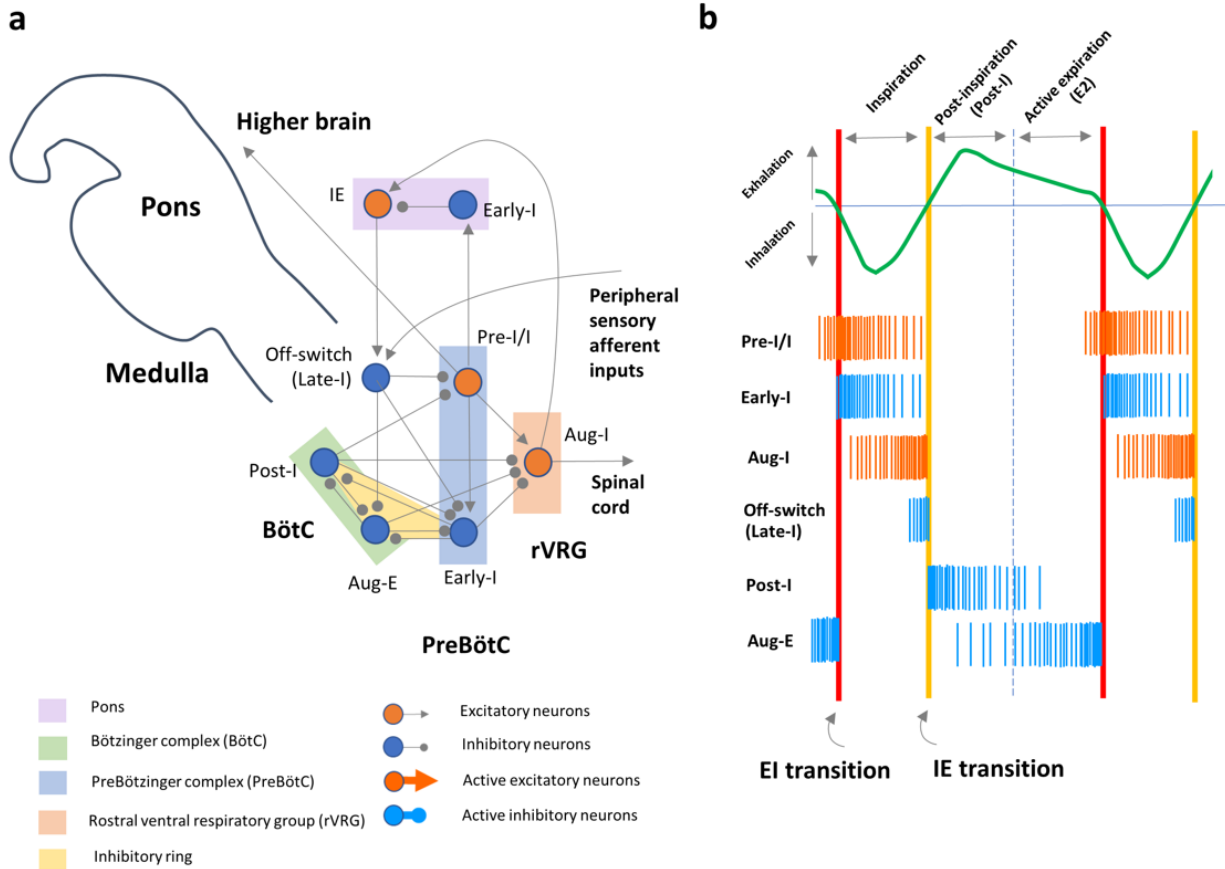 a
Higher brain
Pons
IE
Early-I
Medulla
Off-switch
(Late-I)
Pre-I/I
Peripheral
sensory
afferent
inputs
Post-I
Aug-I
Spinal
cord
BötC
rVRG
Aug-E
Early-I
PreBötC
Pons
Bötzinger complex (BötC)
PreBötzinger complex (PreBötC)
Rostral ventral respiratory group (rVRG)
Inhibitory ring
Excitatory neurons
Inhibitory neurons
Active excitatory neurons
Active inhibitory neurons
b
Inspiration
Post-inspiration
(Post-I)
Active expiration
(E2)
Exhalation
Inhalation
Pre-I/I
Early-I
Aug-I
Off-switch
(Late-I)
Post-I
Aug-E
EI transition
IE transition